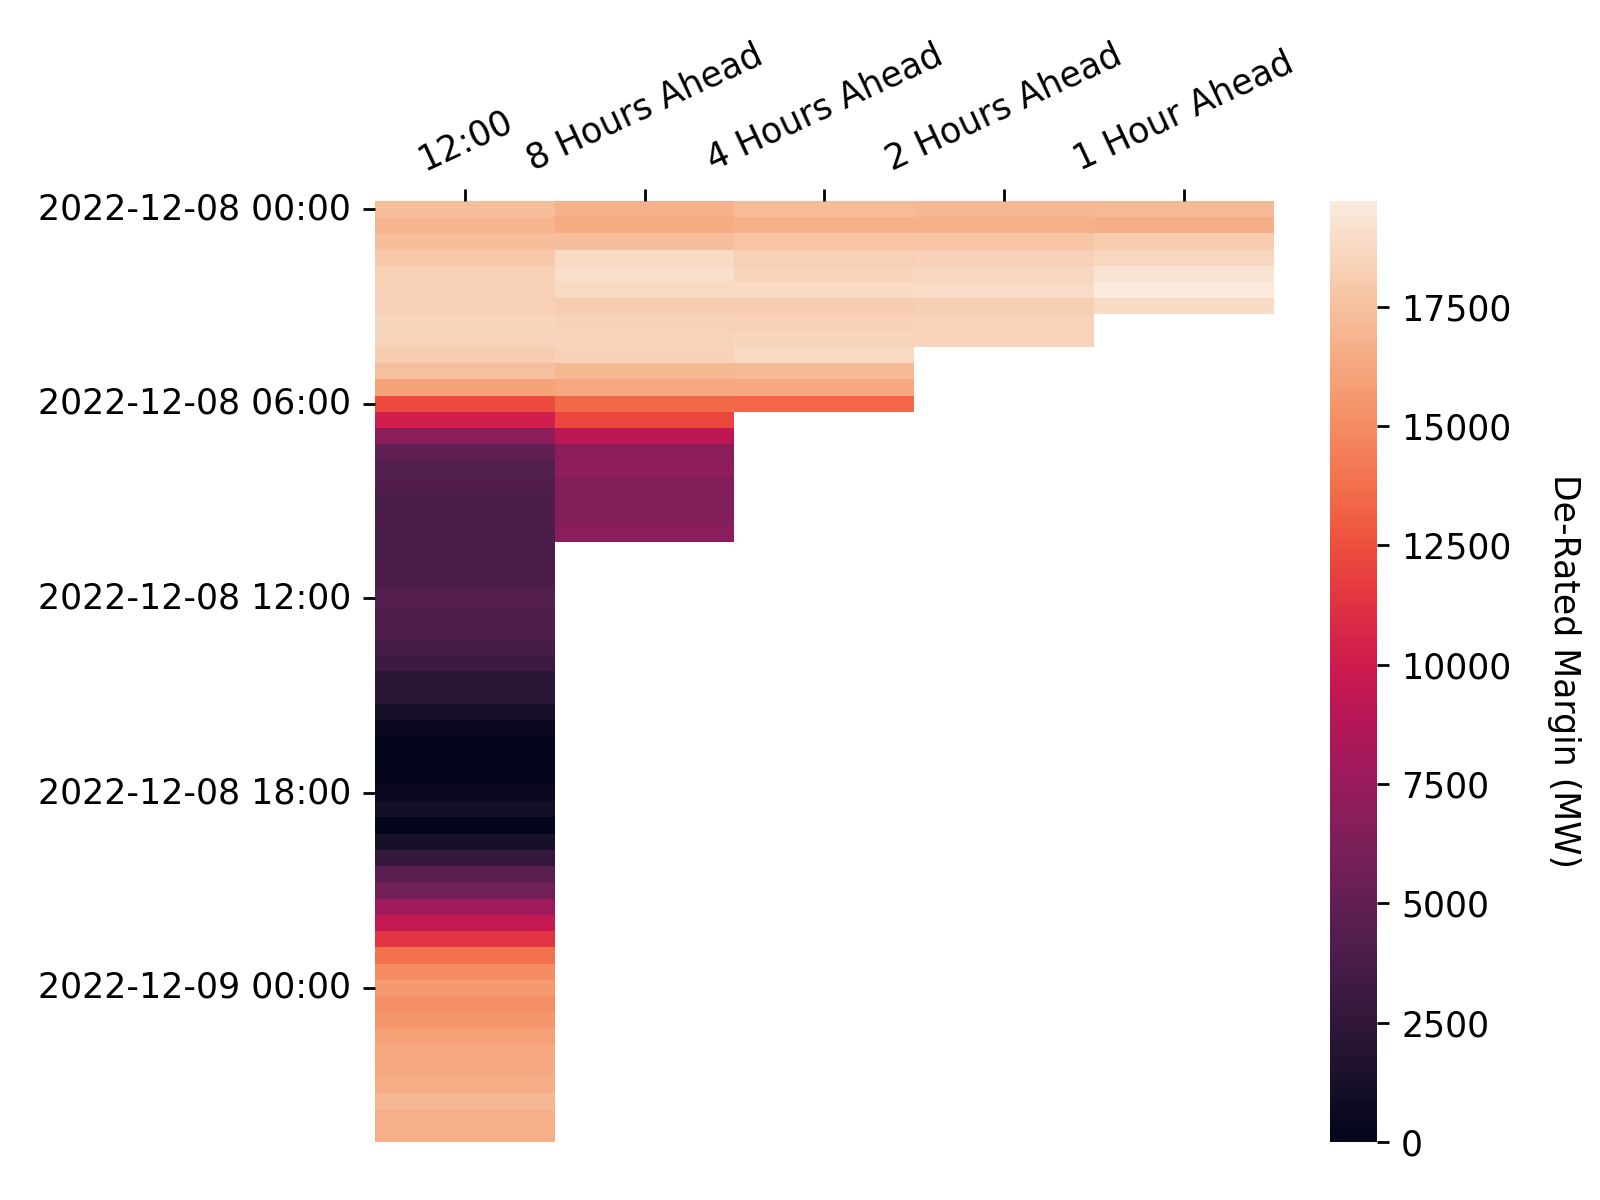 12:00
8 Hours Ahead
4 Hours Ahead
2 Hours Ahead
1 Hour Ahead
2022-12-08 00:00
2022-12-08 06:00
2022-12-08 12:00
2022-12-08 18:00
2022-12-09 00:00
17500
15000
12500
10000
7500
5000
2500
0
De-Rated Margin (MW)